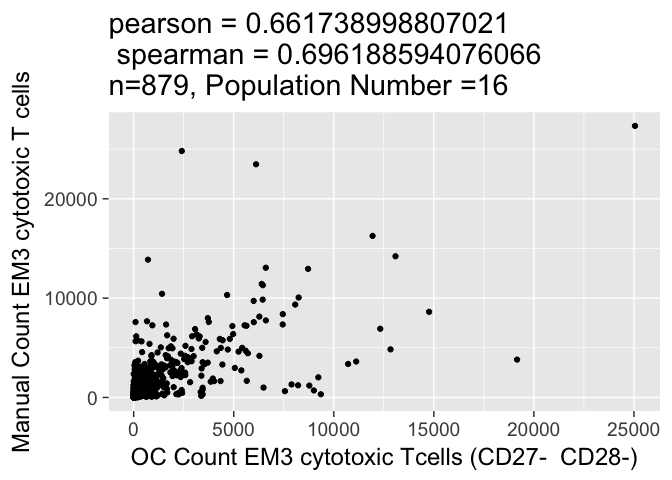 pearson = 0.661738998807021
spearman = 0.696188594076066
n=879, Population Number =16
Manual Count EM3 cytotoxic T cells
20000
10000
0
0 5000 10000 15000 20000 25000
OC Count EM3 cytotoxic Tcells (CD27-  CD28-)